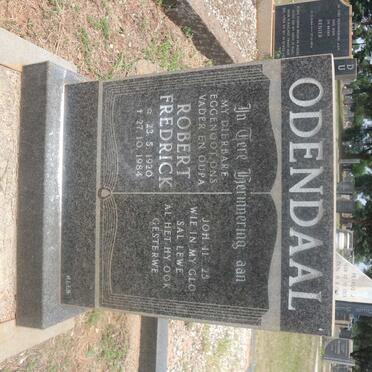 ODENDAAL
In Tere Herinnering aan
MY DIERBARE
EGGENOOT, ONS
VADER EN OUPA
ROBERT
FREDRICK
☆ 23.5.1920
† 27.10.1984
JOH. 11 : 25
WIE IN MY GLO
SAL LEWE
AL HET HY OOK
GESTERWE